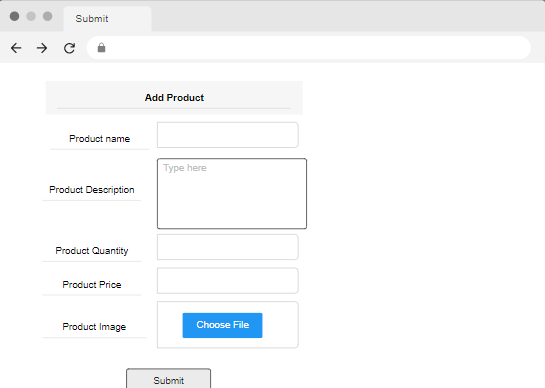 Submit
Add Product
Product name
Type here
Product Description
Product Quantity
Product Price
Product Image
Choose File
Submit